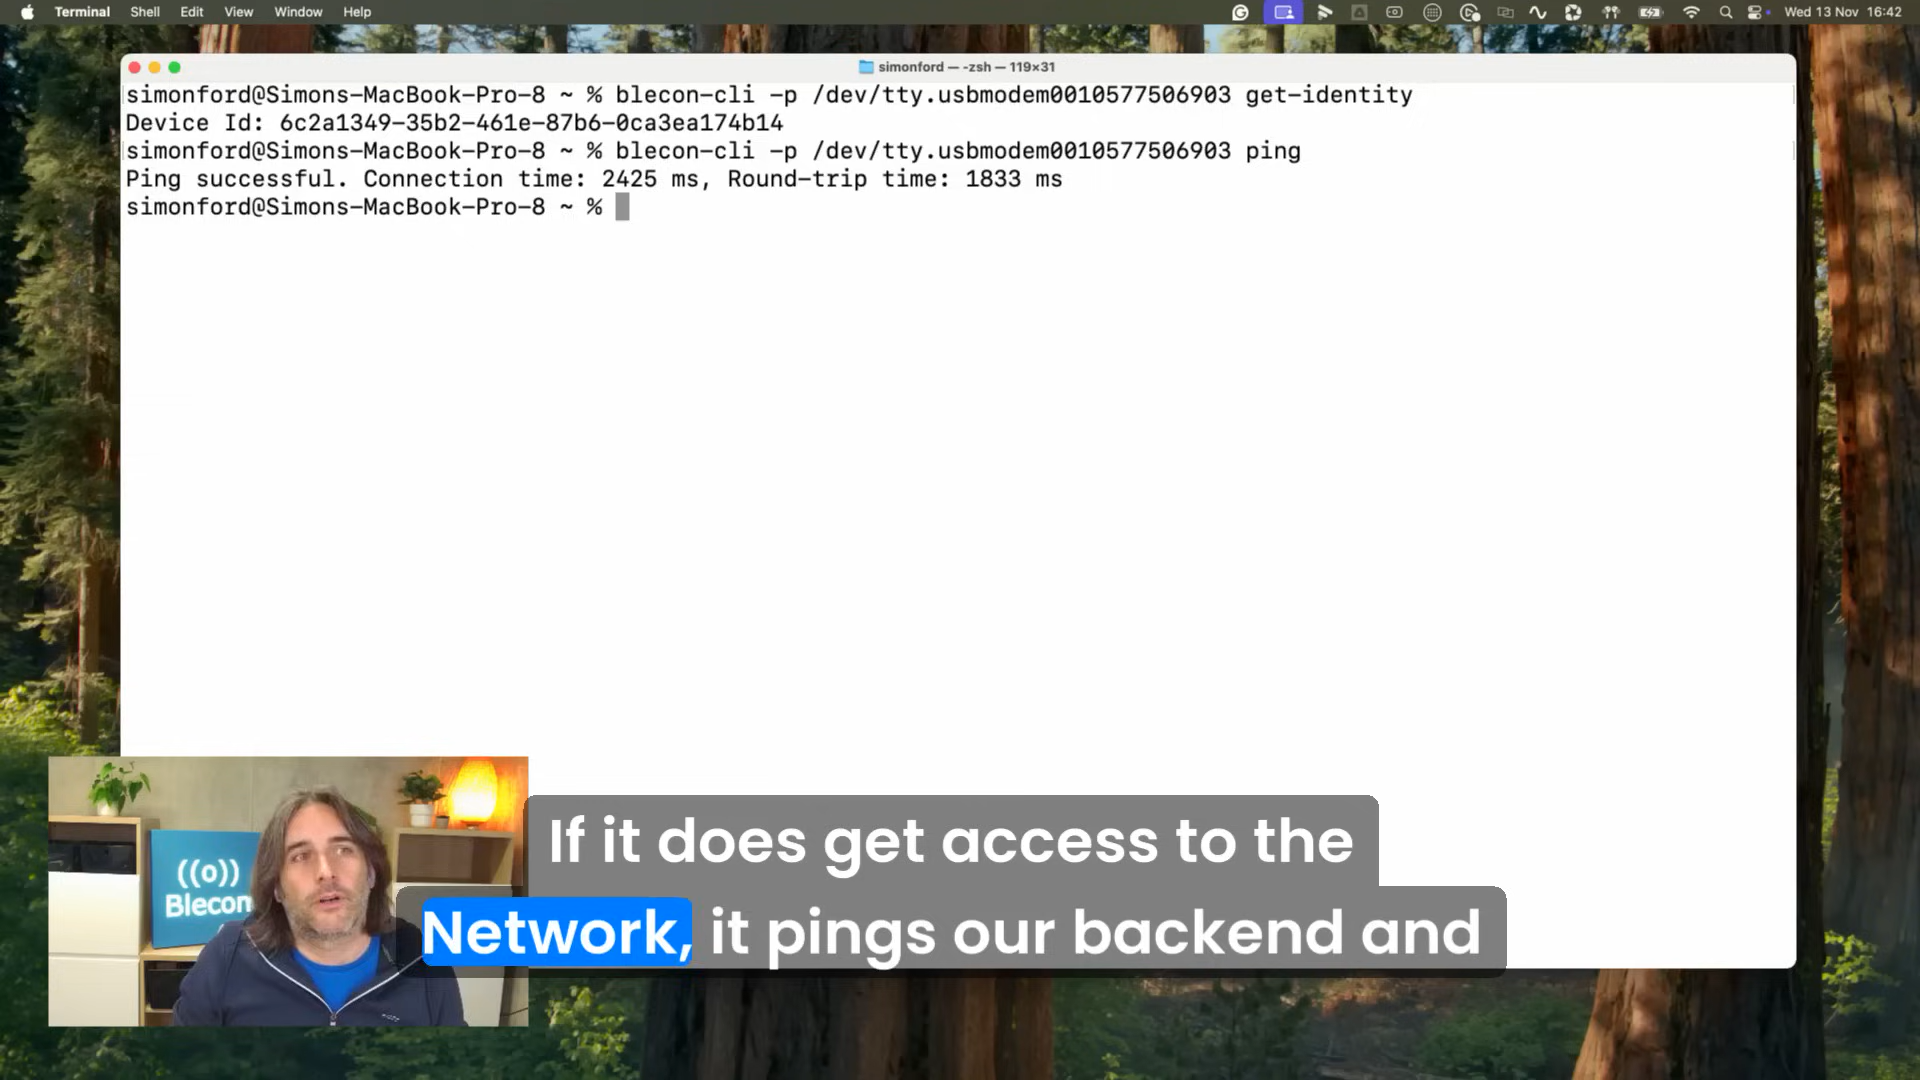 Terminal Shell Edit View Window Help Wed 13 Nov 16:42
simonford — -zsh — 119×31
simonford@Simons-MacBook-Pro-8 ~ % blecon-cli -p /dev/tty.usbmodem0010577506903 get-identity
Device Id: 6c2a1349-35b2-461e-87b6-0ca3ea174b14
simonford@Simons-MacBook-Pro-8 ~ % blecon-cli -p /dev/tty.usbmodem0010577506903 ping
Ping successful. Connection time: 2425 ms, Round-trip time: 1833 ms
simonford@Simons-MacBook-Pro-8 ~ %
((o))
Blecon
If it does get access to the
Network, it pings our backend and